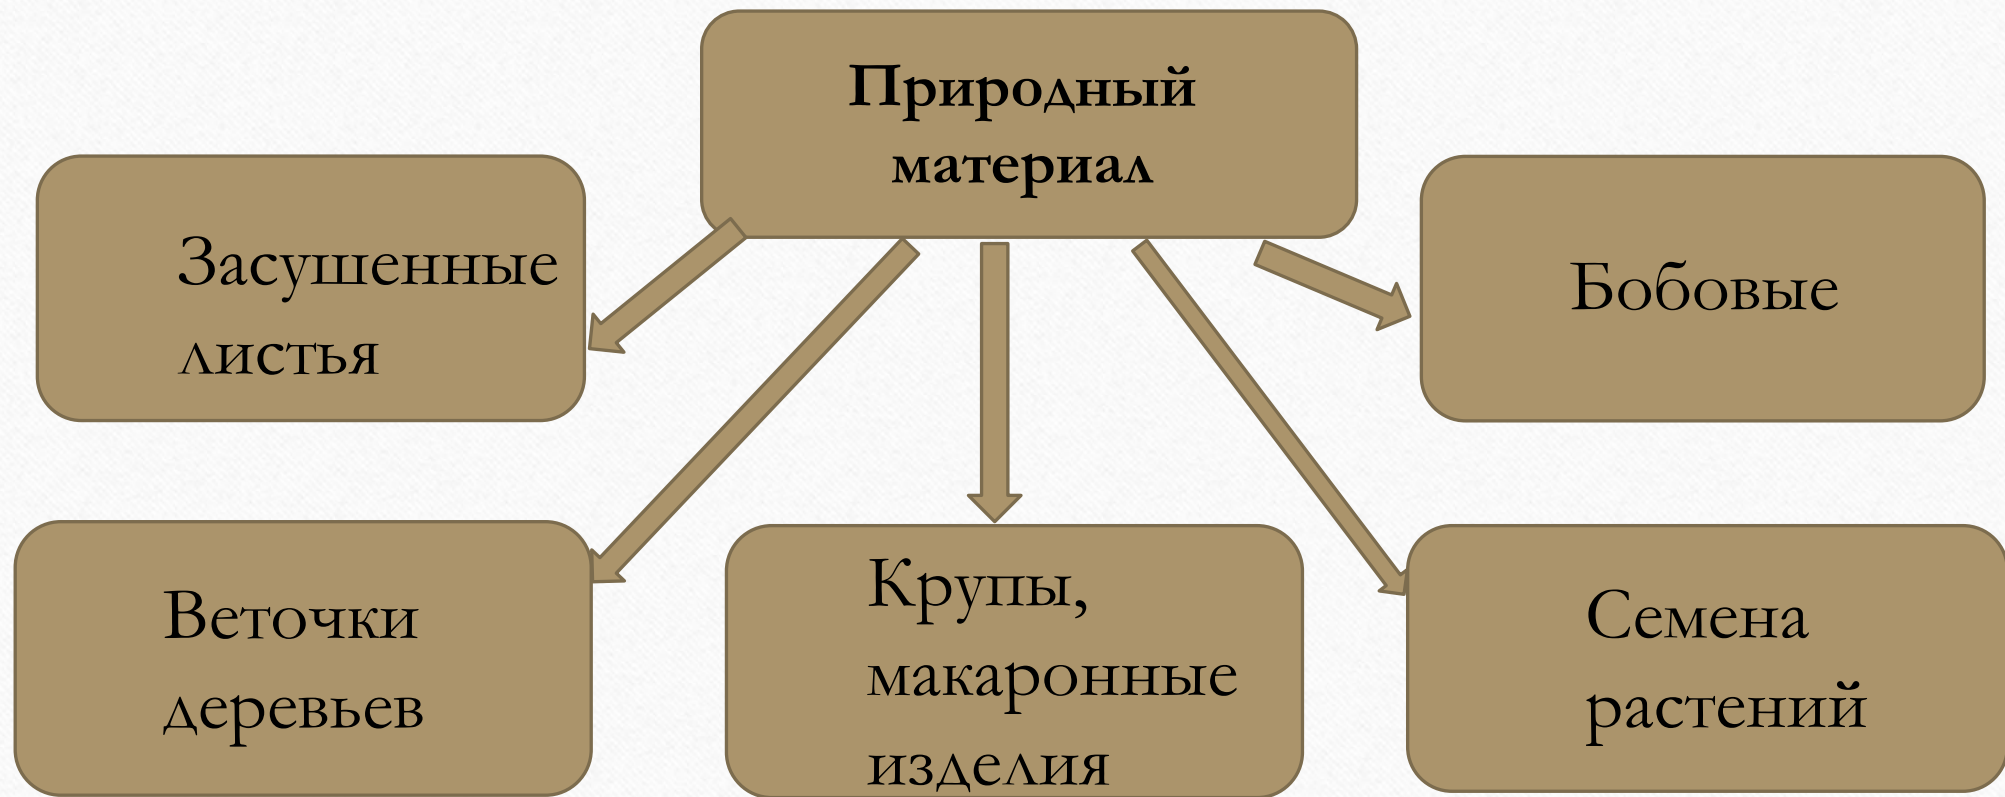 Природный
материал
Засушенные
листья
Бобовые
Веточки
деревьев
Крупы,
макаронные
изделия
Семена
растений